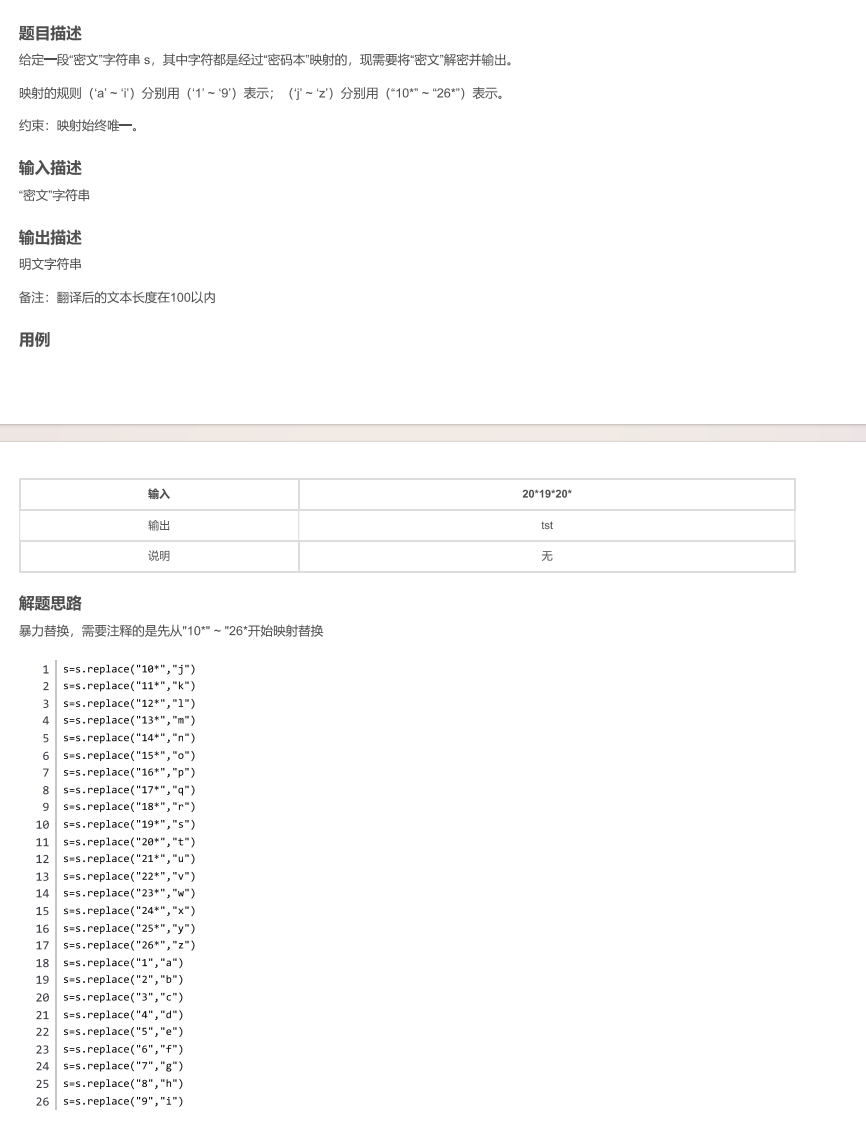 题目描述
给定一段“密文”字符串 s，其中字符都是经过“密码本”映射的，现需要将“密文”解密并输出。
映射的规则（‘a’ ~ ‘i’）分别用（‘1’ ~ ‘9’）表示；（‘j’ ~ ‘z’）分别用（“10*” ~ “26*”）表示。
约束：映射始终唯一。
输入描述
“密文”字符串
输出描述
明文字符串
备注：翻译后的文本长度在100以内
用例
输入 20*19*20*
输出 tst
说明 无
解题思路
暴力替换，需要注释的是先从"10*" ~ "26*开始映射替换
1 s=s.replace("10*","j")
2 s=s.replace("11*","k")
3 s=s.replace("12*","l")
4 s=s.replace("13*","m")
5 s=s.replace("14*","n")
6 s=s.replace("15*","o")
7 s=s.replace("16*","p")
8 s=s.replace("17*","q")
9 s=s.replace("18*","r")
10 s=s.replace("19*","s")
11 s=s.replace("20*","t")
12 s=s.replace("21*","u")
13 s=s.replace("22*","v")
14 s=s.replace("23*","w")
15 s=s.replace("24*","x")
16 s=s.replace("25*","y")
17 s=s.replace("26*","z")
18 s=s.replace("1","a")
19 s=s.replace("2","b")
20 s=s.replace("3","c")
21 s=s.replace("4","d")
22 s=s.replace("5","e")
23 s=s.replace("6","f")
24 s=s.replace("7","g")
25 s=s.replace("8","h")
26 s=s.replace("9","i")